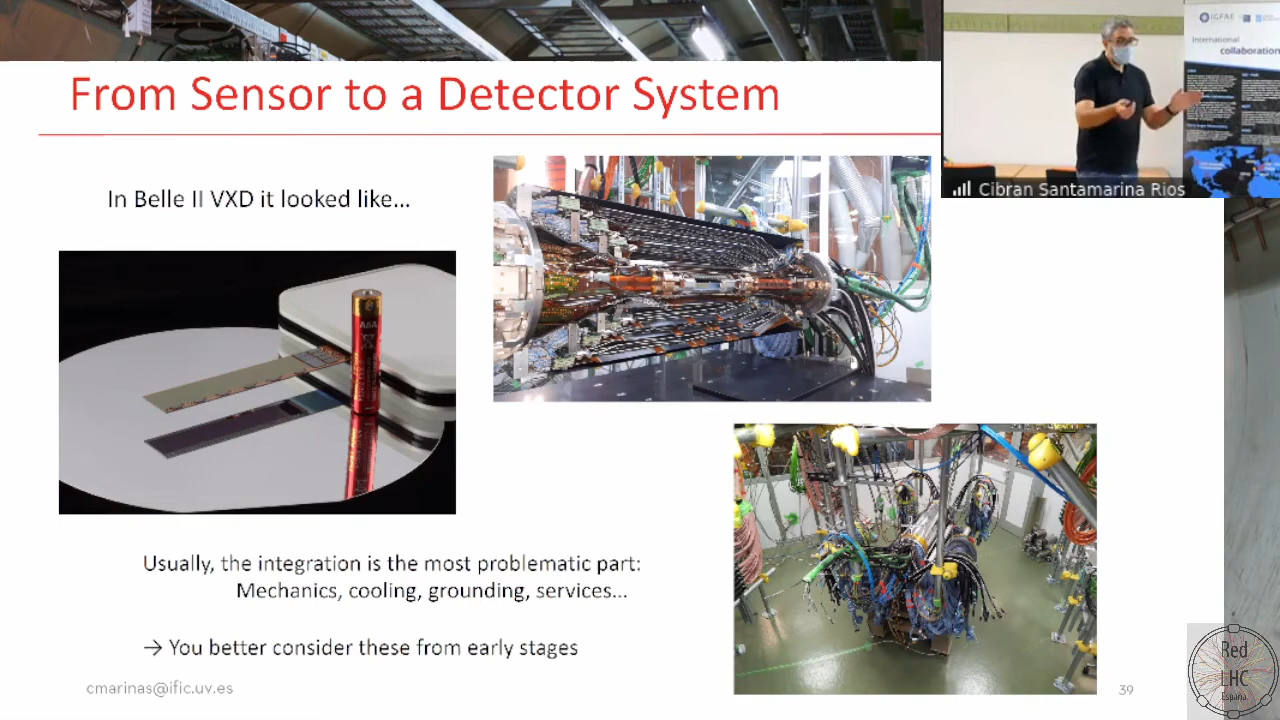 From Sensor to a Detector System
IGFAE
International
collaboration
Cibran Santamarina Rios
In Belle II VXD it looked like...
AAA
Usually, the integration is the most problematic part:
Mechanics, cooling, grounding, services...
→ You better consider these from early stages
cmarinas@ific.uv.es
39
Red
LHC
España